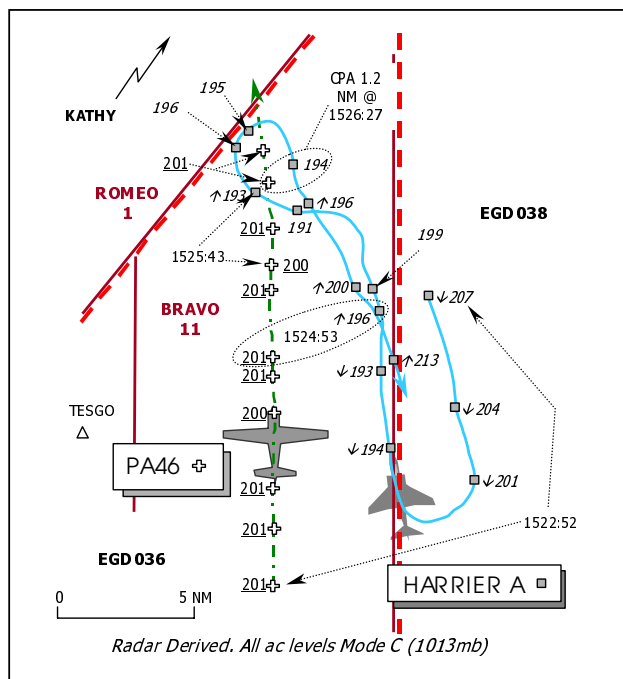 195
CPA 1.2
NM @
1526:27
196
KATHY
201
194
ROMEO
1
↑193
↑196
EGD 038
201
191
1525:43
199
200
201
↑200
↓207
BRAVO
11
↑196
1524:53
201
201
↑213
↓193
TESGO
200
↓204
↓194
PA46
201
↓201
201
1522:52
EGD 036
201
HARRIER A
0
5 NM
Radar Derived. All ac levels Mode C (1013mb)